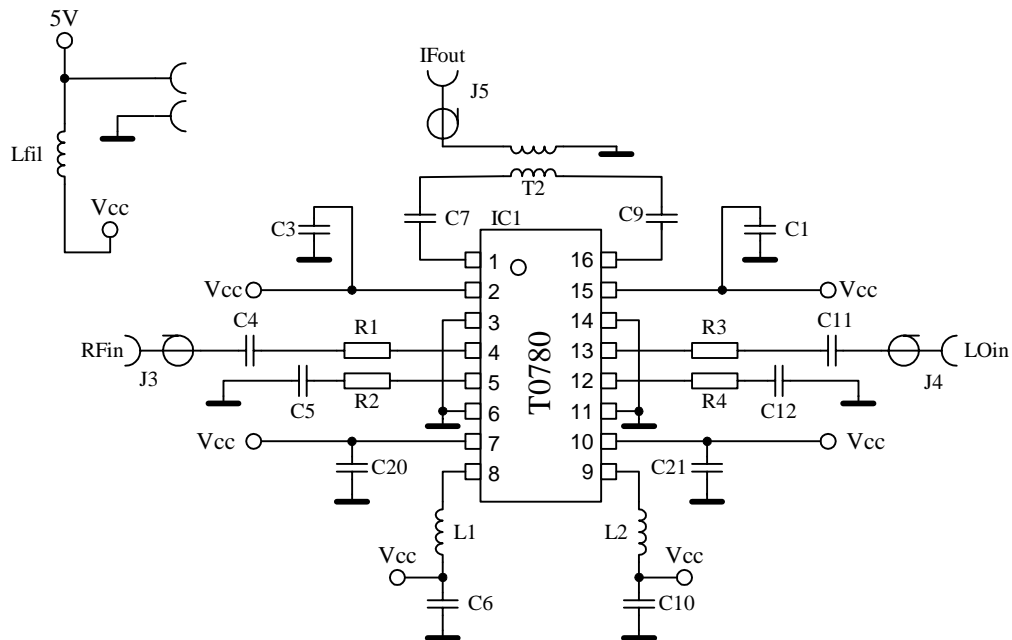 5V
IFout
J5
Lfil
T2
Vcc
C7
IC1
C9
C3
C1
1
16
Vcc
2
15
Vcc
3
14
C4
R1
R3
C11
RFin
4
13
LOin
J3
J4
5
12
C5
R2
R4
C12
T0780
6
11
Vcc
7
10
Vcc
C20
8
9
C21
L1
L2
Vcc
Vcc
C6
C10